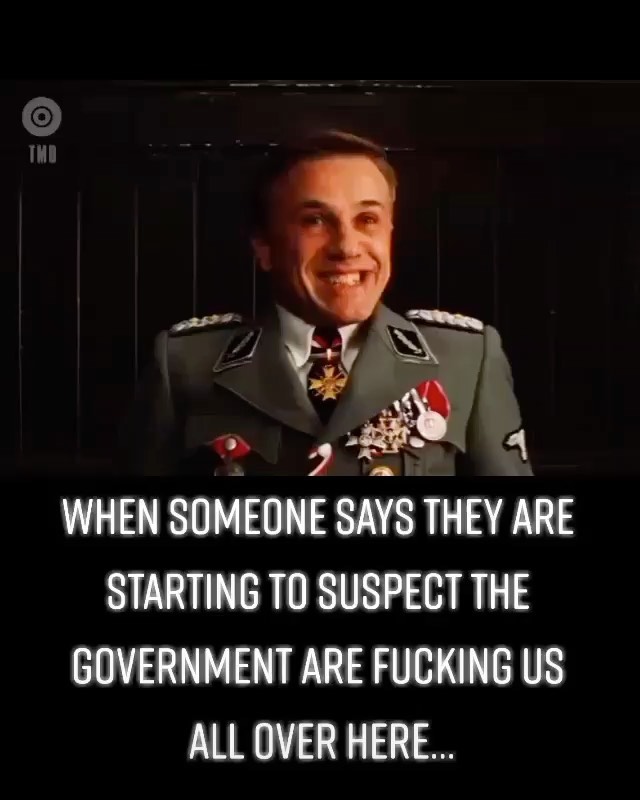 TMD
WHEN SOMEONE SAYS THEY ARE
STARTING TO SUSPECT THE
GOVERNMENT ARE FUCKING US
ALL OVER HERE...